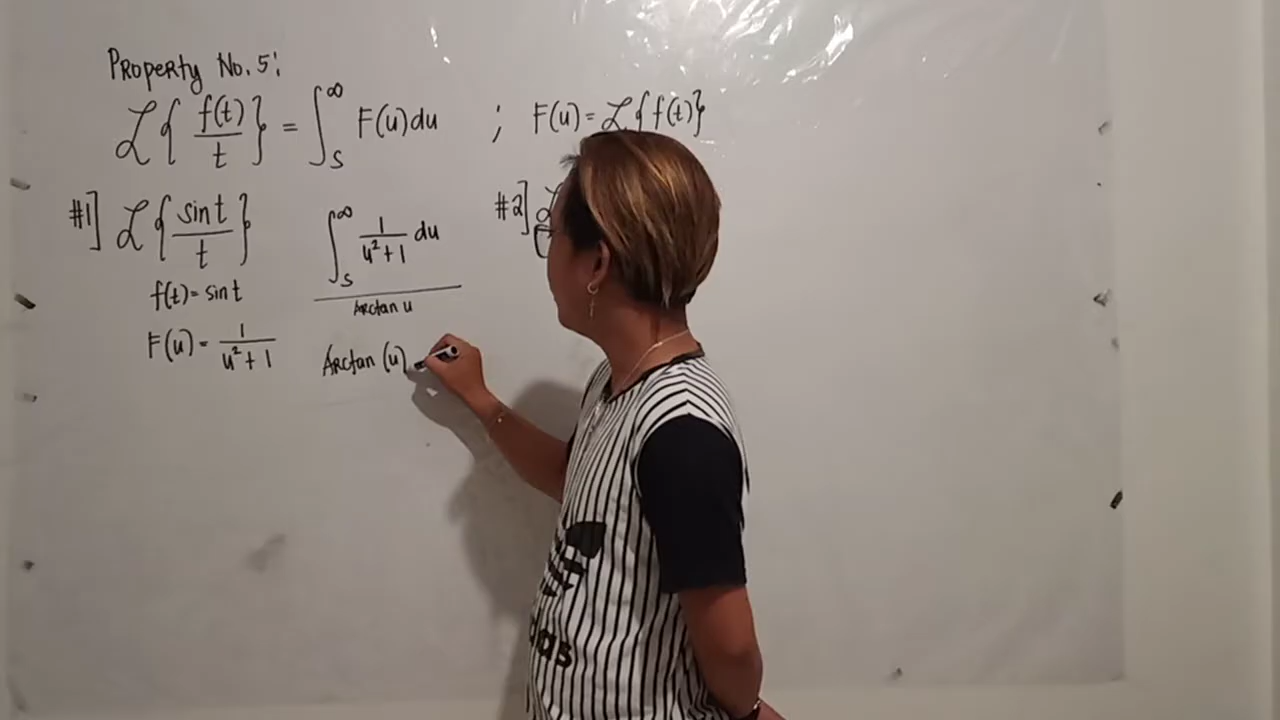 Property No. 5:
ℒ{f(t)/t} = ∫_s^∞ F(u)du ; F(u) = ℒ{f(t)}
#1] ℒ{sin t/t}
∫_s^∞ 1/(u²+1) du
#2] ℒ
f(t) = sin t
Arctan u
F(u) = 1/(u²+1)
Arctan (u)
das